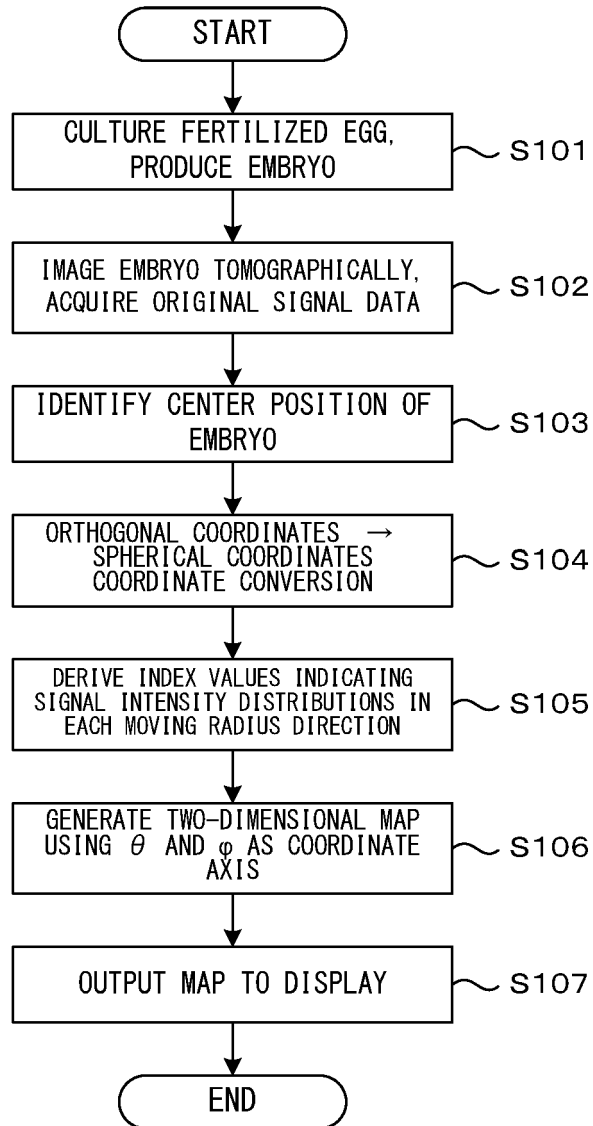 START
CULTURE FERTILIZED EGG,
PRODUCE EMBRYO
S101
IMAGE EMBRYO TOMOGRAPHICALLY,
ACQUIRE ORIGINAL SIGNAL DATA
S102
IDENTIFY CENTER POSITION OF
EMBRYO
S103
ORTHOGONAL COORDINATES →
SPHERICAL COORDINATES
COORDINATE CONVERSION
S104
DERIVE INDEX VALUES INDICATING
SIGNAL INTENSITY DISTRIBUTIONS IN
EACH MOVING RADIUS DIRECTION
S105
GENERATE TWO-DIMENSIONAL MAP
USING θ AND φ AS COORDINATE
AXIS
S106
OUTPUT MAP TO DISPLAY
S107
END